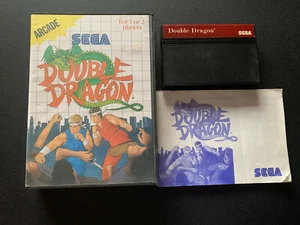 ARCADE
1 or 2
players
SEGA
DOUBLE
DRAGON
Double Dragon
SEGA
DOUBLE
DRAGON
SEGA